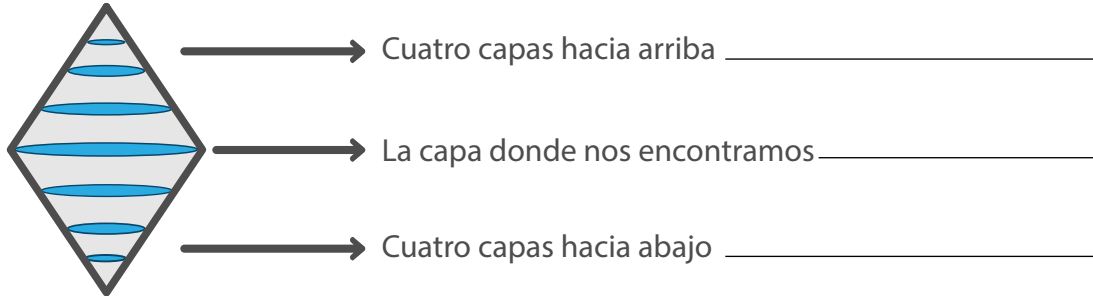 Cuatro capas hacia arriba
La capa donde nos encontramos
Cuatro capas hacia abajo